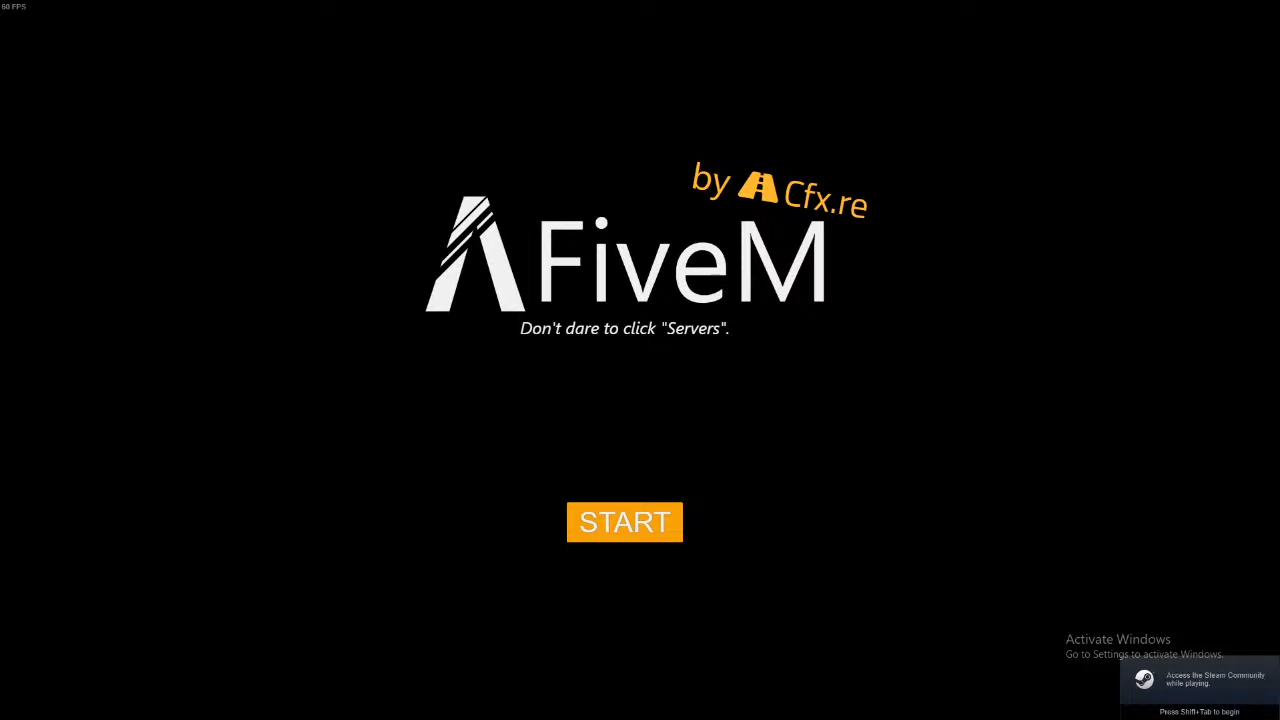 60 FPS
by Cfx.re
FiveM
Don't dare to click "Servers".
START
Activate Windows
Go to Settings to activate Windows.
Access the Steam Community
while playing.
Press Shift+Tab to begin